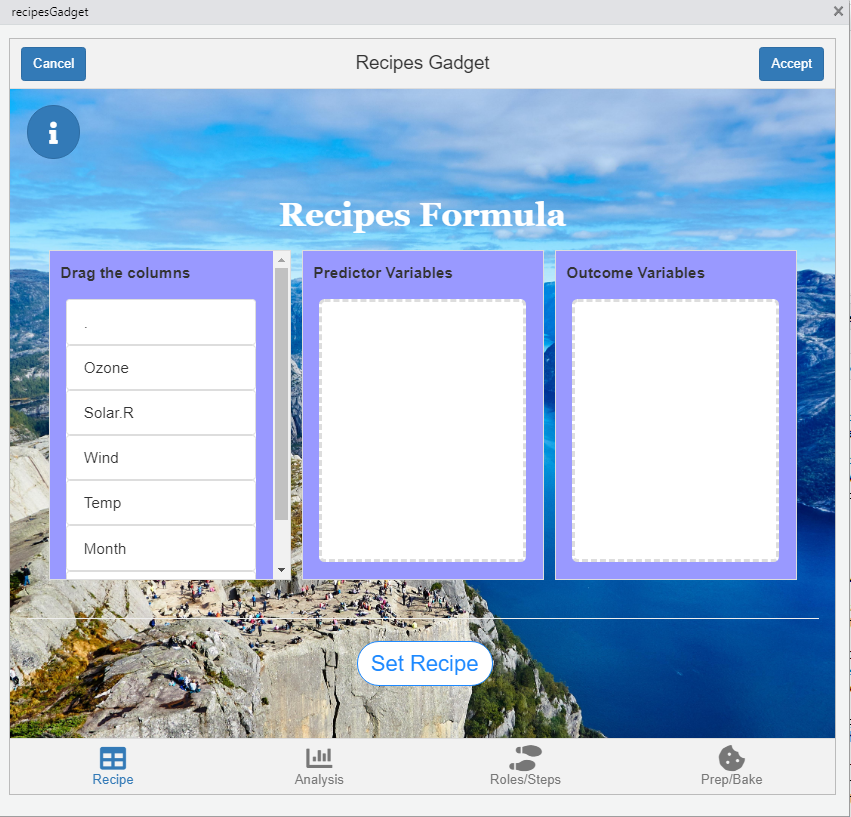 recipesGadget
Cancel
Recipes Gadget
Accept
Recipes Formula
Drag the columns
.
Ozone
Solar.R
Wind
Temp
Month
Predictor Variables
Outcome Variables
Set Recipe
Recipe
Analysis
Roles/Steps
Prep/Bake